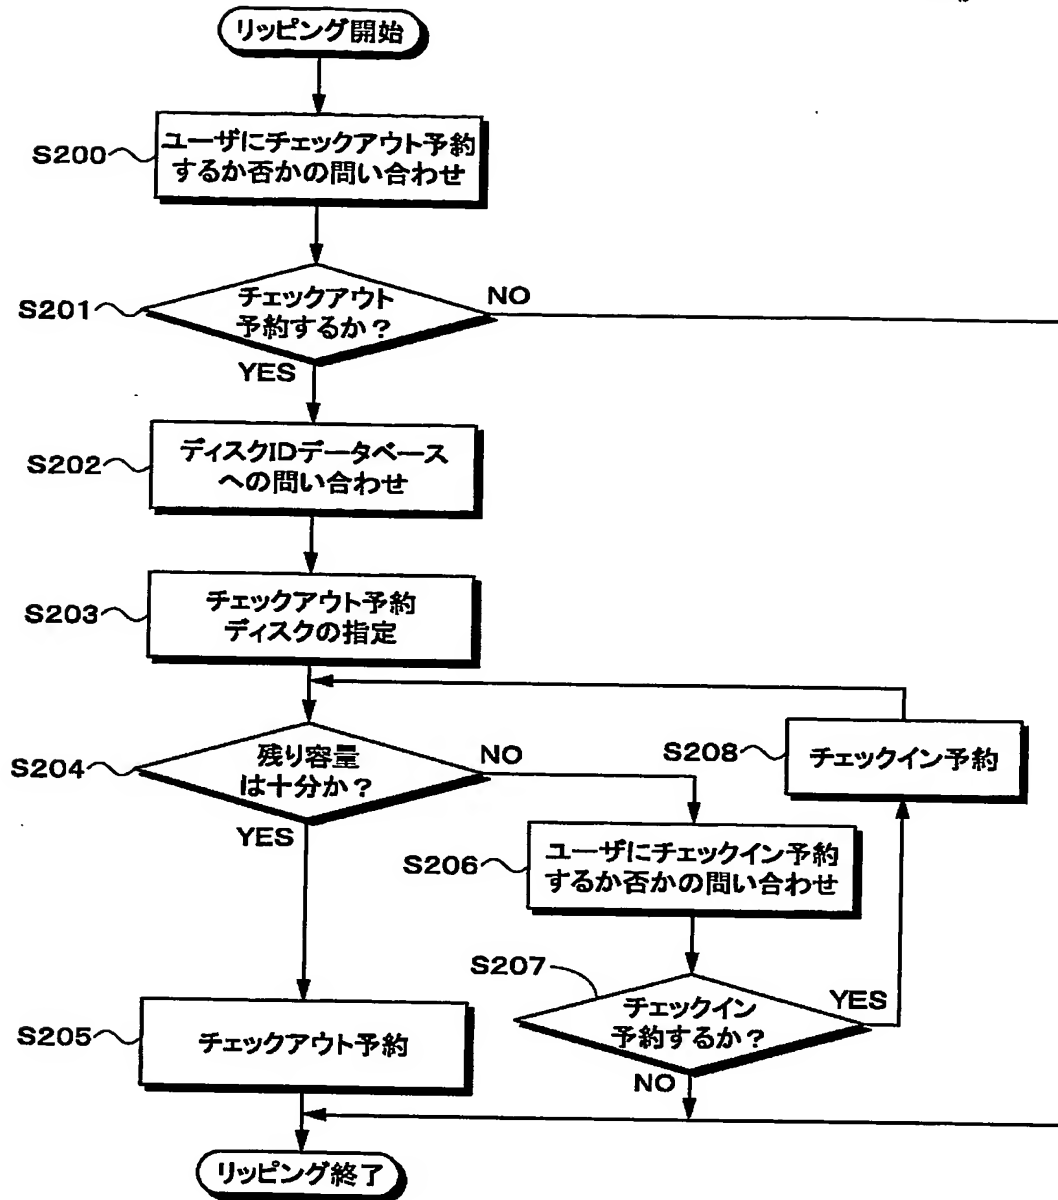 リッピング開始
S200
ユーザにチェックアウト予約
するか否かの問い合わせ
S201
チェックアウト
予約するか？
NO
YES
S202
ディスクIDデータベース
への問い合わせ
S203
チェックアウト予約
ディスクの指定
S204
残り容量
は十分か？
NO
YES
S208
チェックイン予約
S206
ユーザにチェックイン予約
するか否かの問い合わせ
S207
チェックイン
予約するか？
YES
NO
S205
チェックアウト予約
リッピング終了